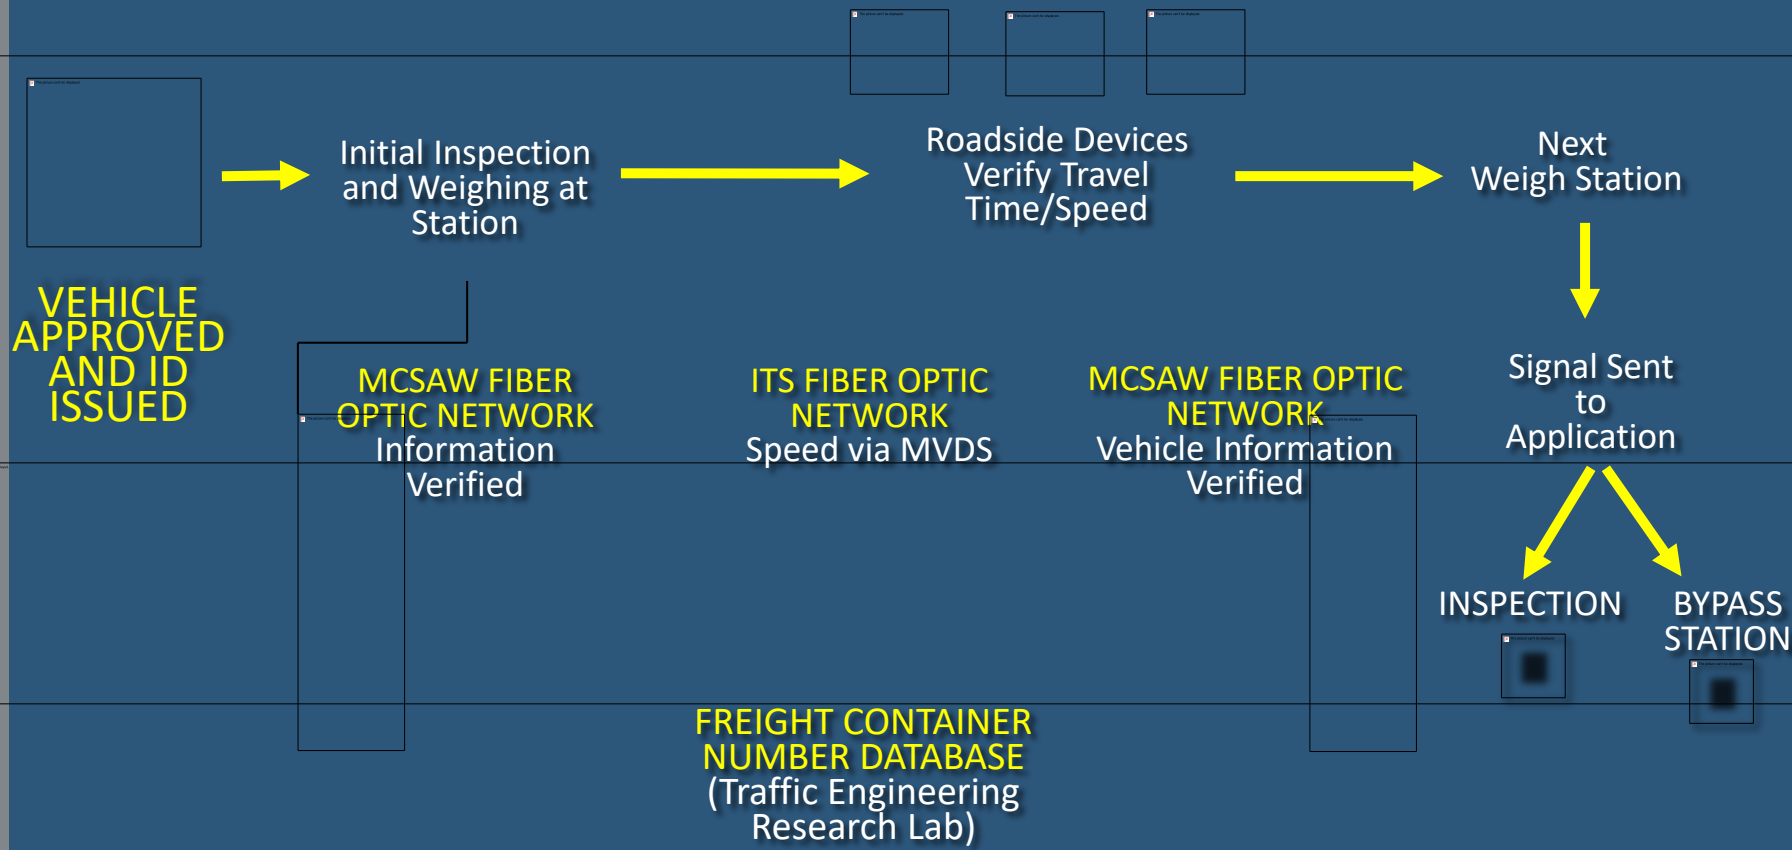 Initial Inspection
and Weighing at
Station
Roadside Devices
Verify Travel
Time/Speed
Next
Weigh Station
VEHICLE
APPROVED
AND ID
ISSUED
MCSAW FIBER
OPTIC NETWORK
Information
Verified
ITS FIBER OPTIC
NETWORK
Speed via MVDS
MCSAW FIBER OPTIC
NETWORK
Vehicle Information
Verified
Signal Sent
to
Application
INSPECTION
BYPASS
STATION
FREIGHT CONTAINER
NUMBER DATABASE
(Traffic Engineering
Research Lab)